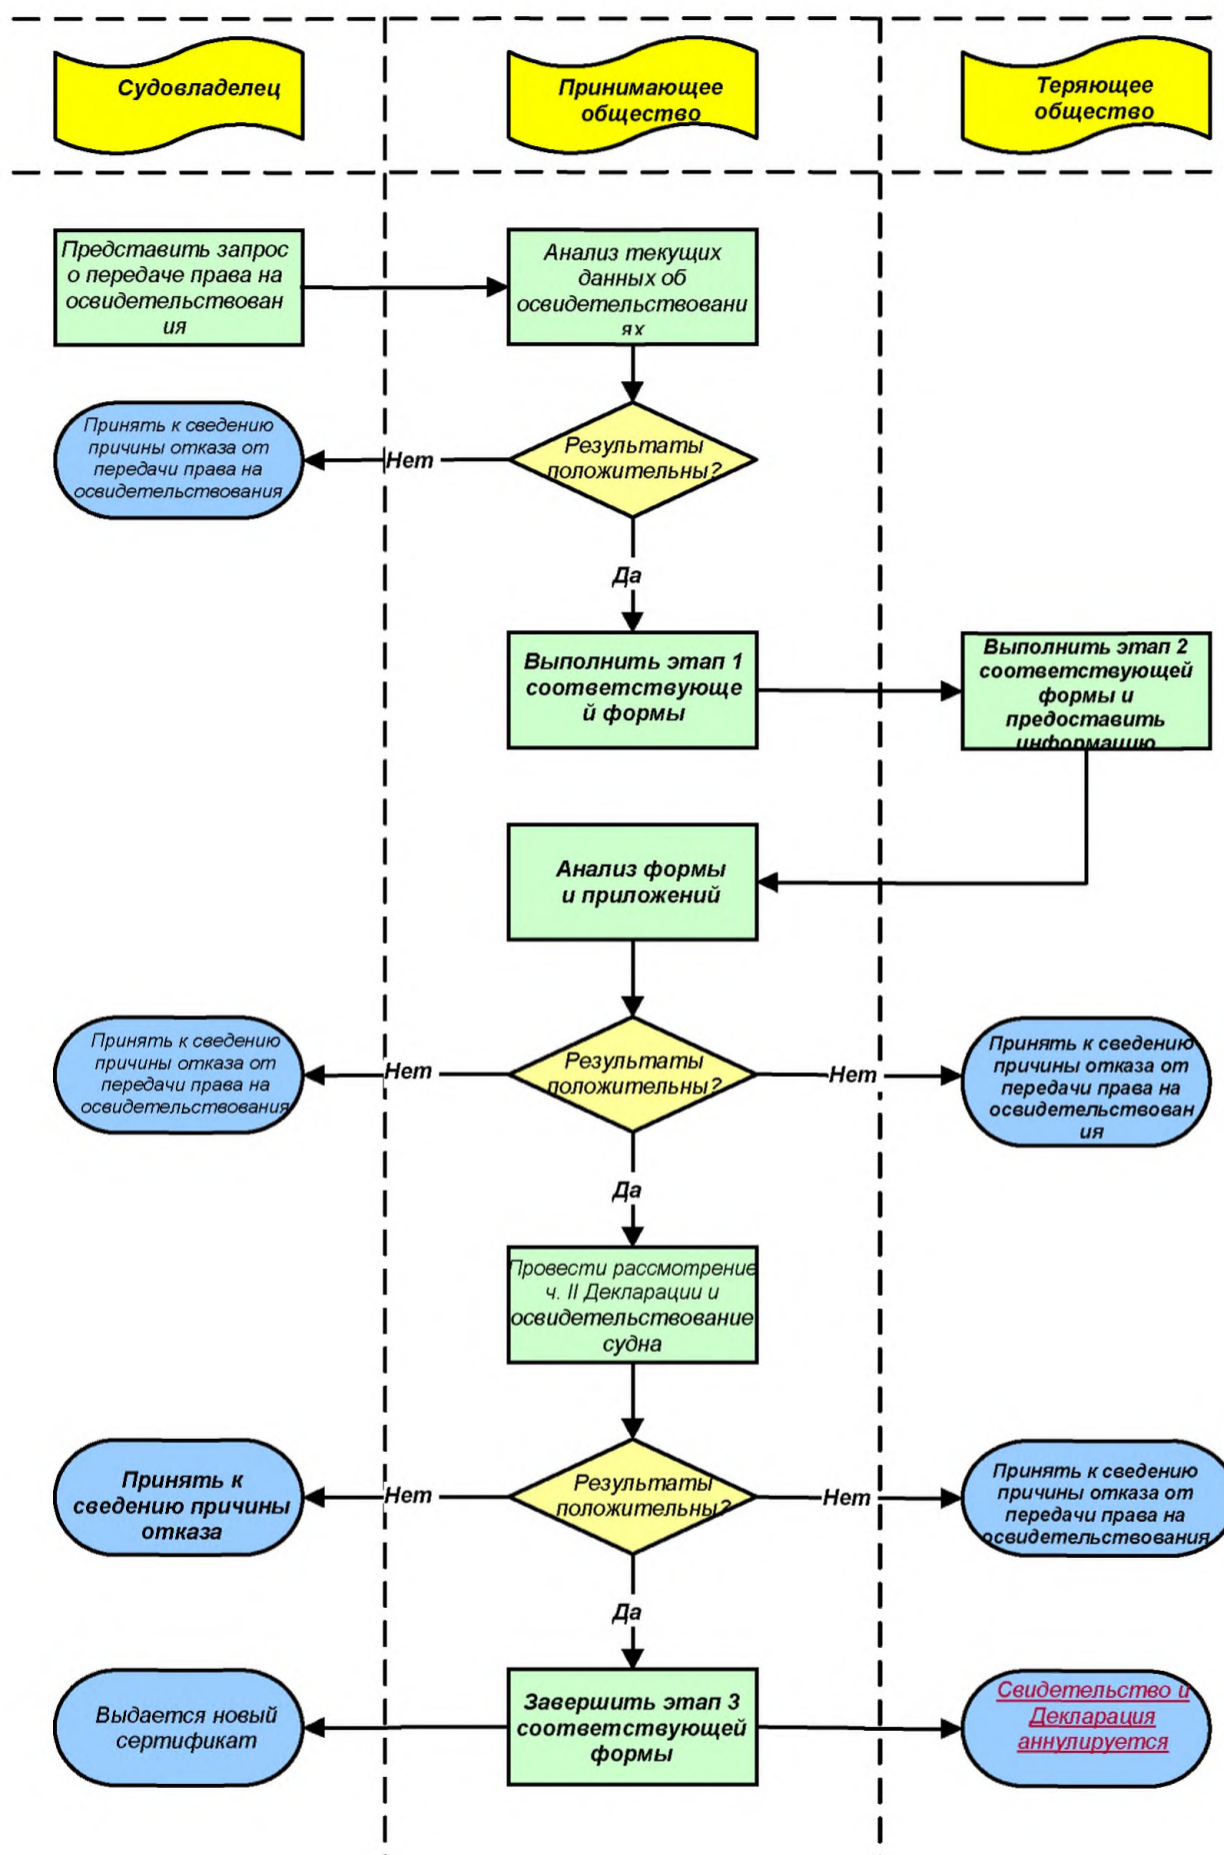 Судовладелец
Принимающее
общество
Теряющее
общество
Представить запрос
о передаче права на
освидетельствован
ия
Анализ текущих
данных об
освидетельствовани
ях
Принять к сведению
причины отказа от
передачи права на
освидетельствования
Нет
Результаты
положительны?
Да
Выполнить этап 1
соответствующе
й формы
Выполнить этап 2
соответствующей
формы и
предоставить
информацию
Анализ формы
и приложений
Принять к сведению
причины отказа от
передачи права на
освидетельствования
Нет
Результаты
положительны?
Нет
Принять к сведению
причины отказа от
передачи права на
освидетельствован
ия
Да
Провести рассмотрение
ч. II Декларации и
освидетельствование
судна
Принять к
сведению причины
отказа
Нет
Результаты
положительны?
Нет
Принять к сведению
причины отказа от
передачи права на
освидетельствования
Да
Выдается новый
сертификат
Завершить этап 3
соответствующей
формы
Свидетельство и
Декларация
аннулируется